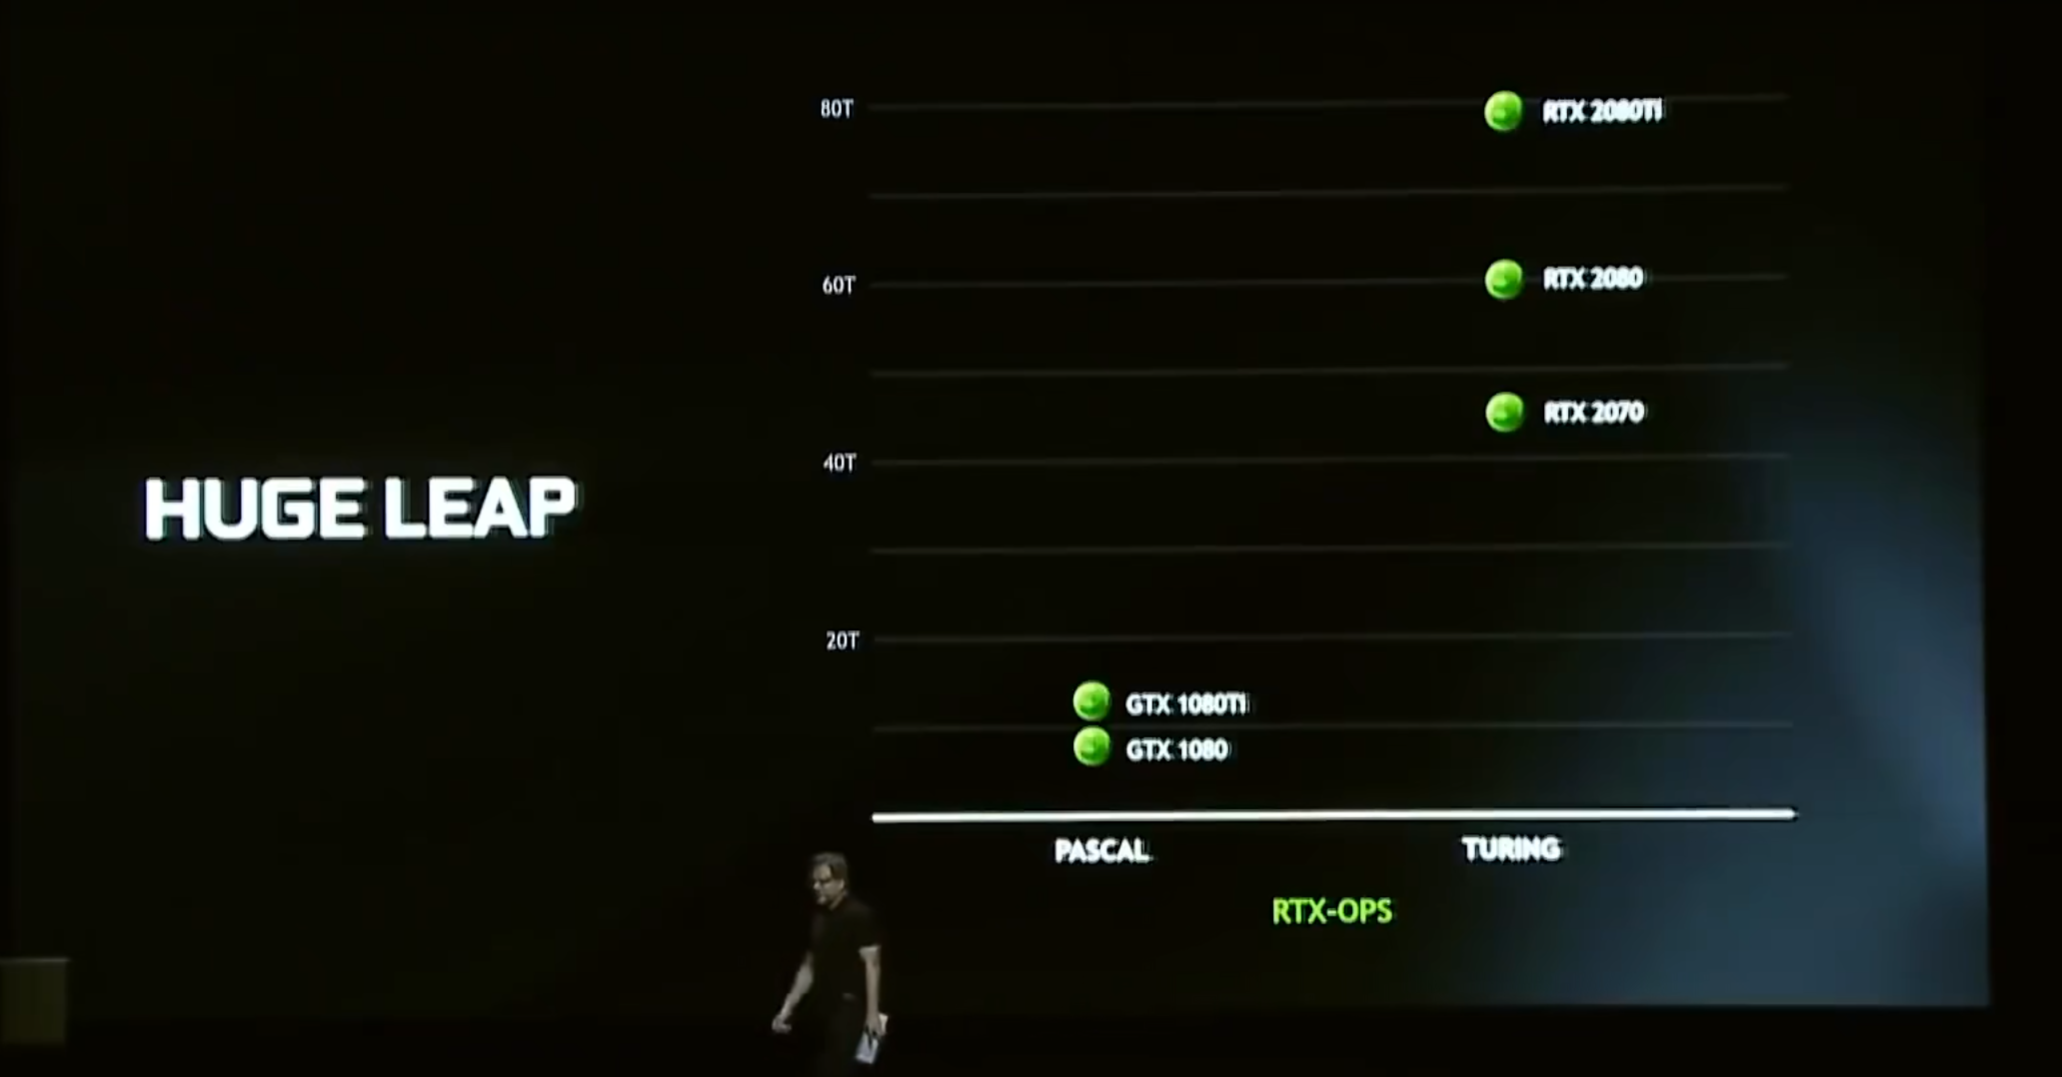 80T
RTX 2080TI
60T
RTX 2080
RTX 2070
40T
HUGE LEAP
20T
GTX 1080TI
GTX 1080
PASCAL
TURING
RTX-OPS